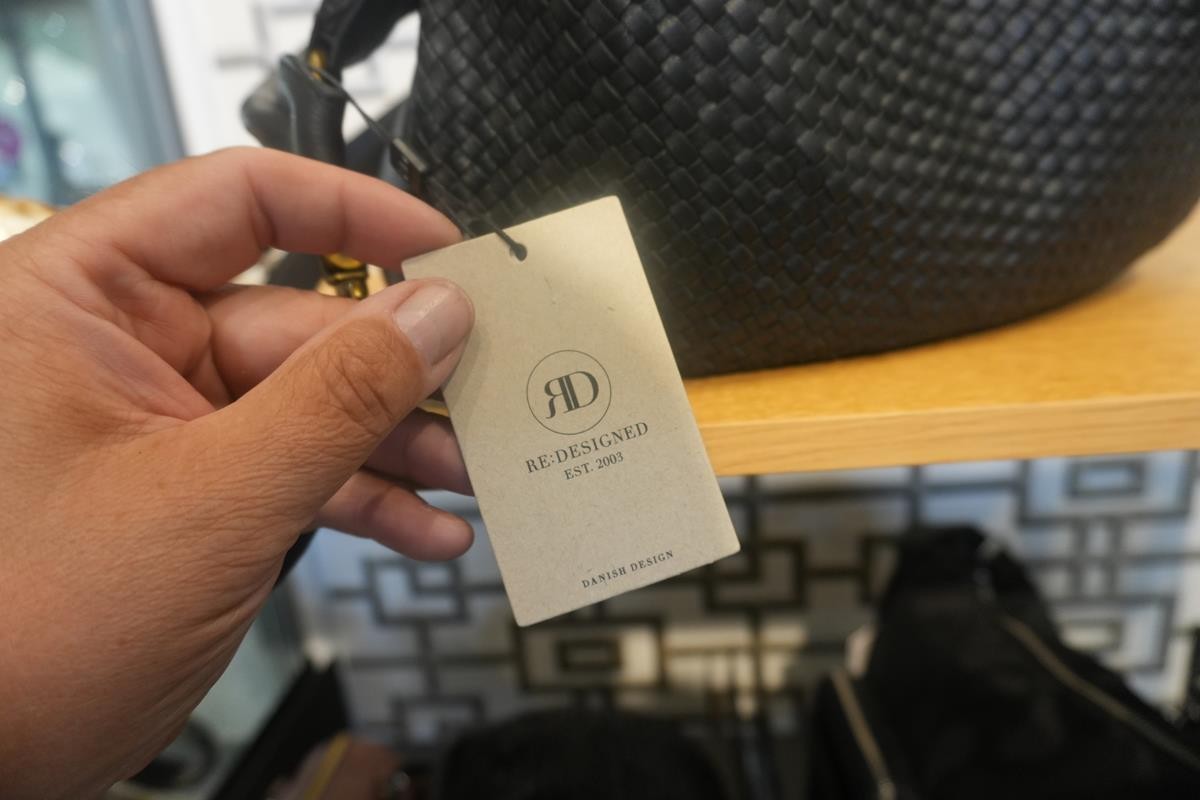 RD
RE:DESIGNED
EST. 2003
DANISH DESIGN